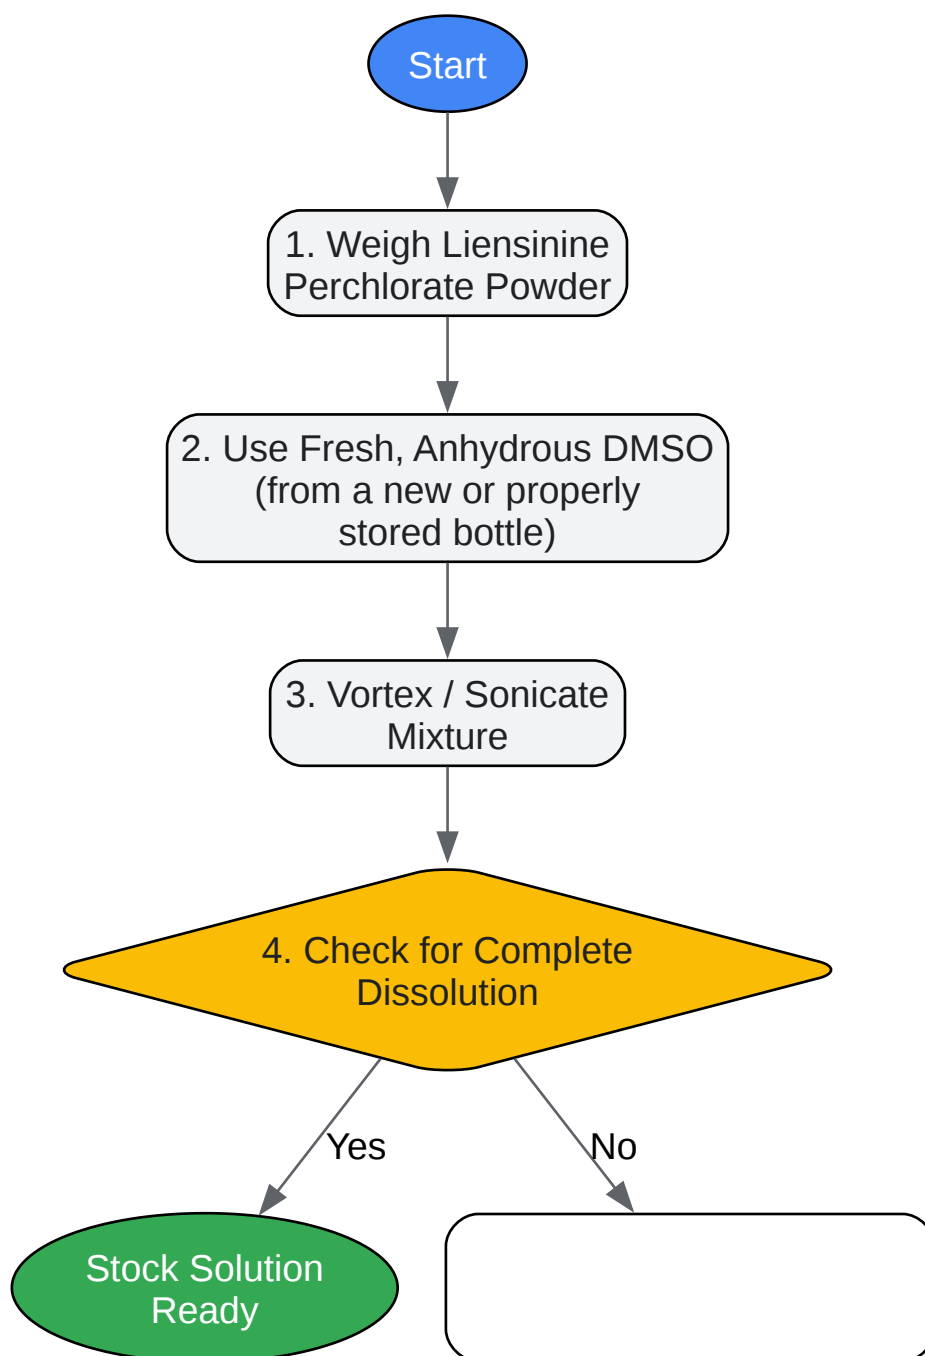 Start
1. Weigh Liensinine
Perchlorate Powder
2. Use Fresh, Anhydrous DMSO
(from a new or properly
stored bottle)
3. Vortex / Sonicate
Mixture
4. Check for Complete
Dissolution
Yes
No
Stock Solution
Ready